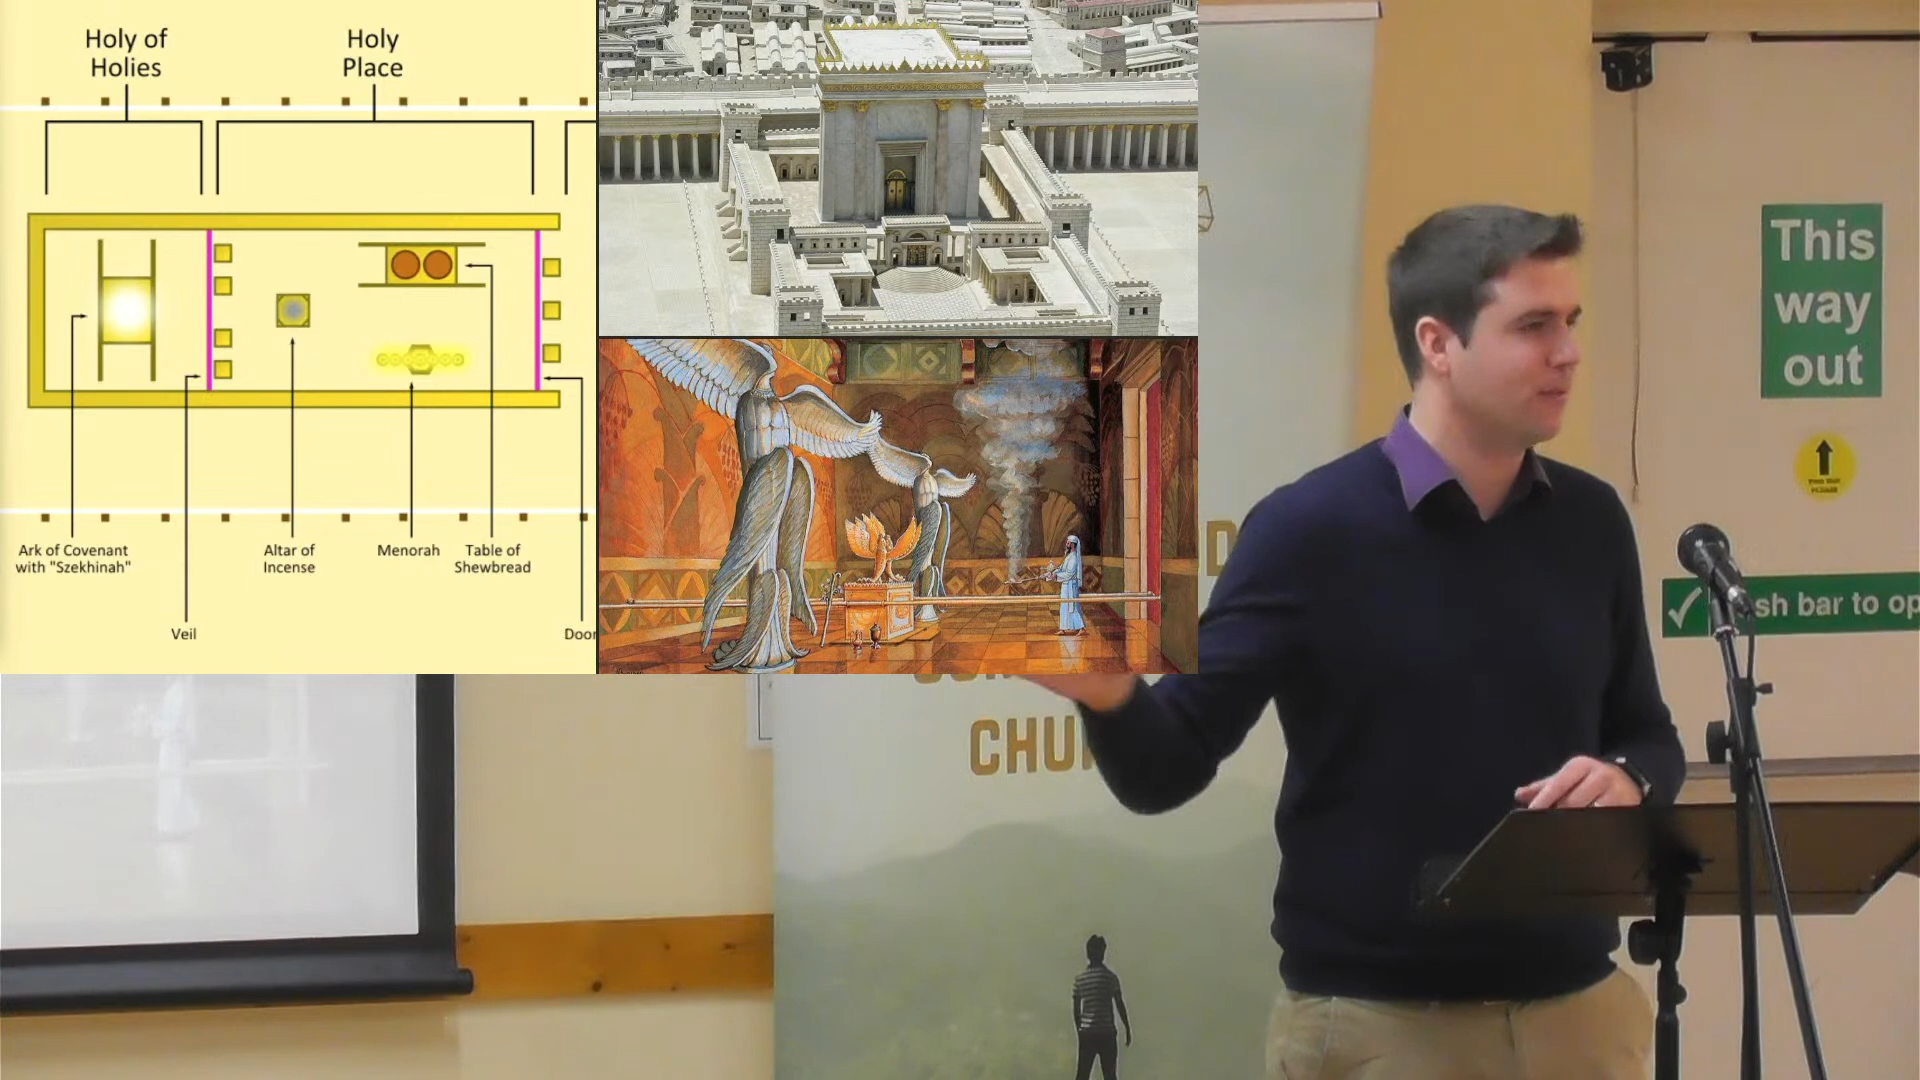 Holy of
Holies
Holy
Place
Ark of Covenant
with "Szekhinah"
Altar of
Incense
Menorah
Table of
Shewbread
Veil
Door
This
way
out
sh bar to op
D
CHU